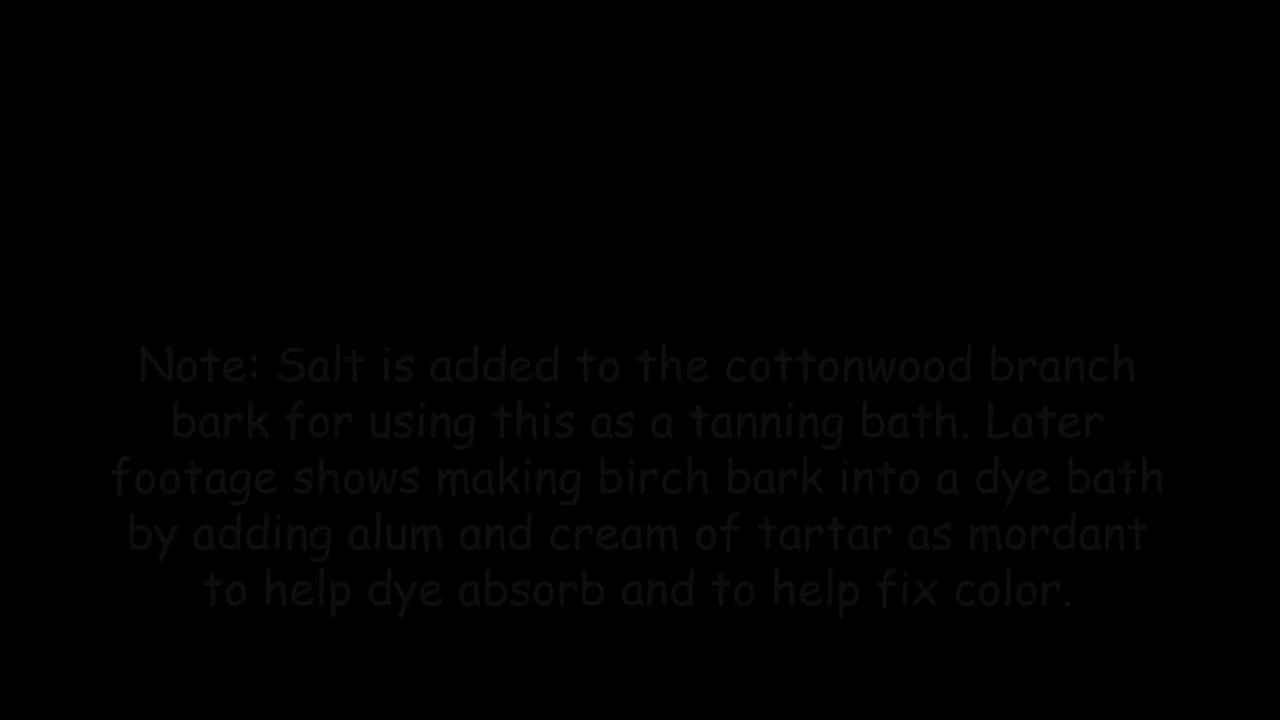 Note: Salt is added to the cottonwood branch
bark for using this as a tanning bath. Later
footage shows making birch bark into a dye bath
by adding alum and cream of tartar as mordant
to help dye absorb and to help fix color.